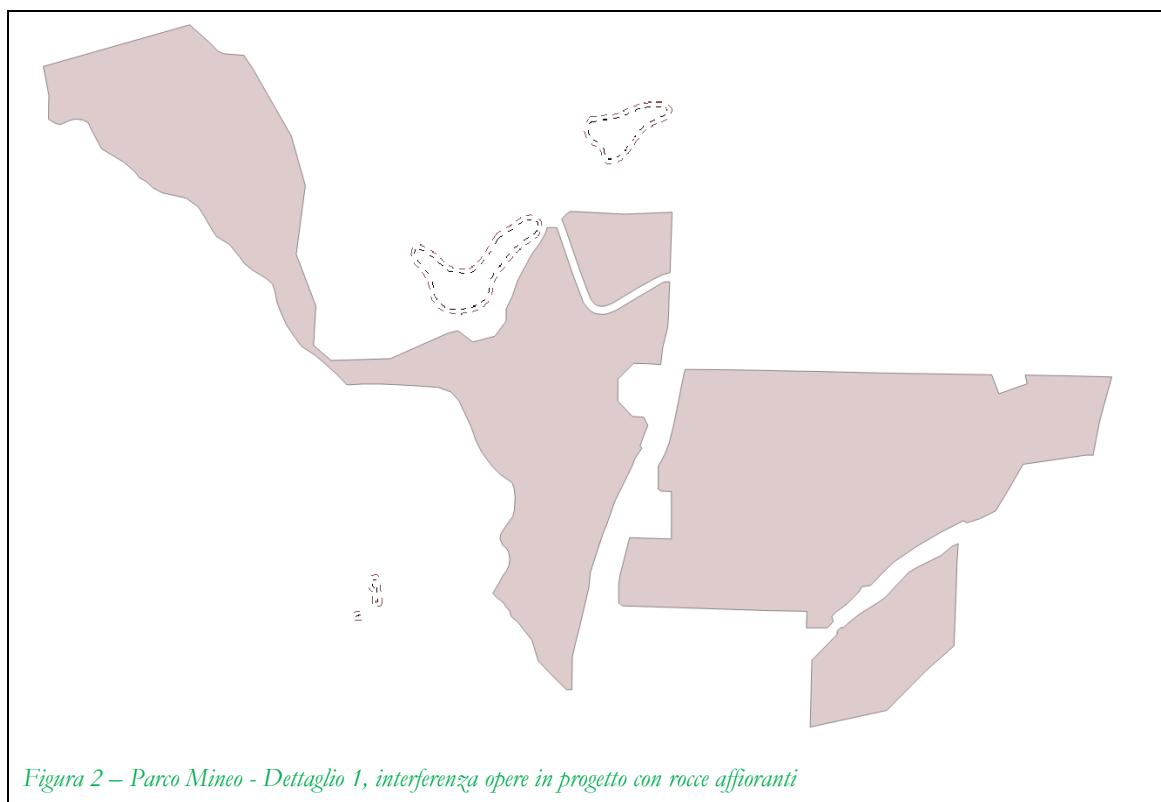 Figura 2 – Parco Mineo - Dettaglio 1, interferenza opere in progetto con rocce affioranti